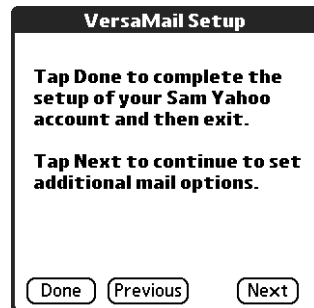 VersaMail Setup
Tap Done to complete the
setup of your Sam Yahoo
account and then exit.
Tap Next to continue to set
additional mail options.
Done Previous Next